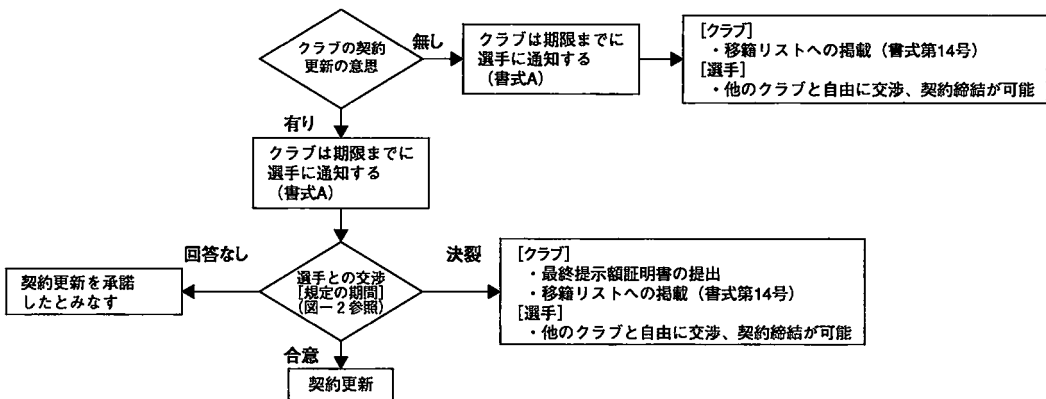 クラブの契約
更新の意思
無し
クラブは期限までに
選手に通知する
(書式A)
[クラブ]
・移籍リストへの掲載(書式第14号)
[選手]
・他のクラブと自由に交渉、契約締結が可能
有り
クラブは期限までに
選手に通知する
(書式A)
回答なし
契約更新を承諾
したとみなす
選手との交渉
[規定の期間]
(図ー2参照)
決裂
[クラブ]
・最終提示額証明書の提出
・移籍リストへの掲載(書式第14号)
[選手]
・他のクラブと自由に交渉、契約締結が可能
合意
契約更新